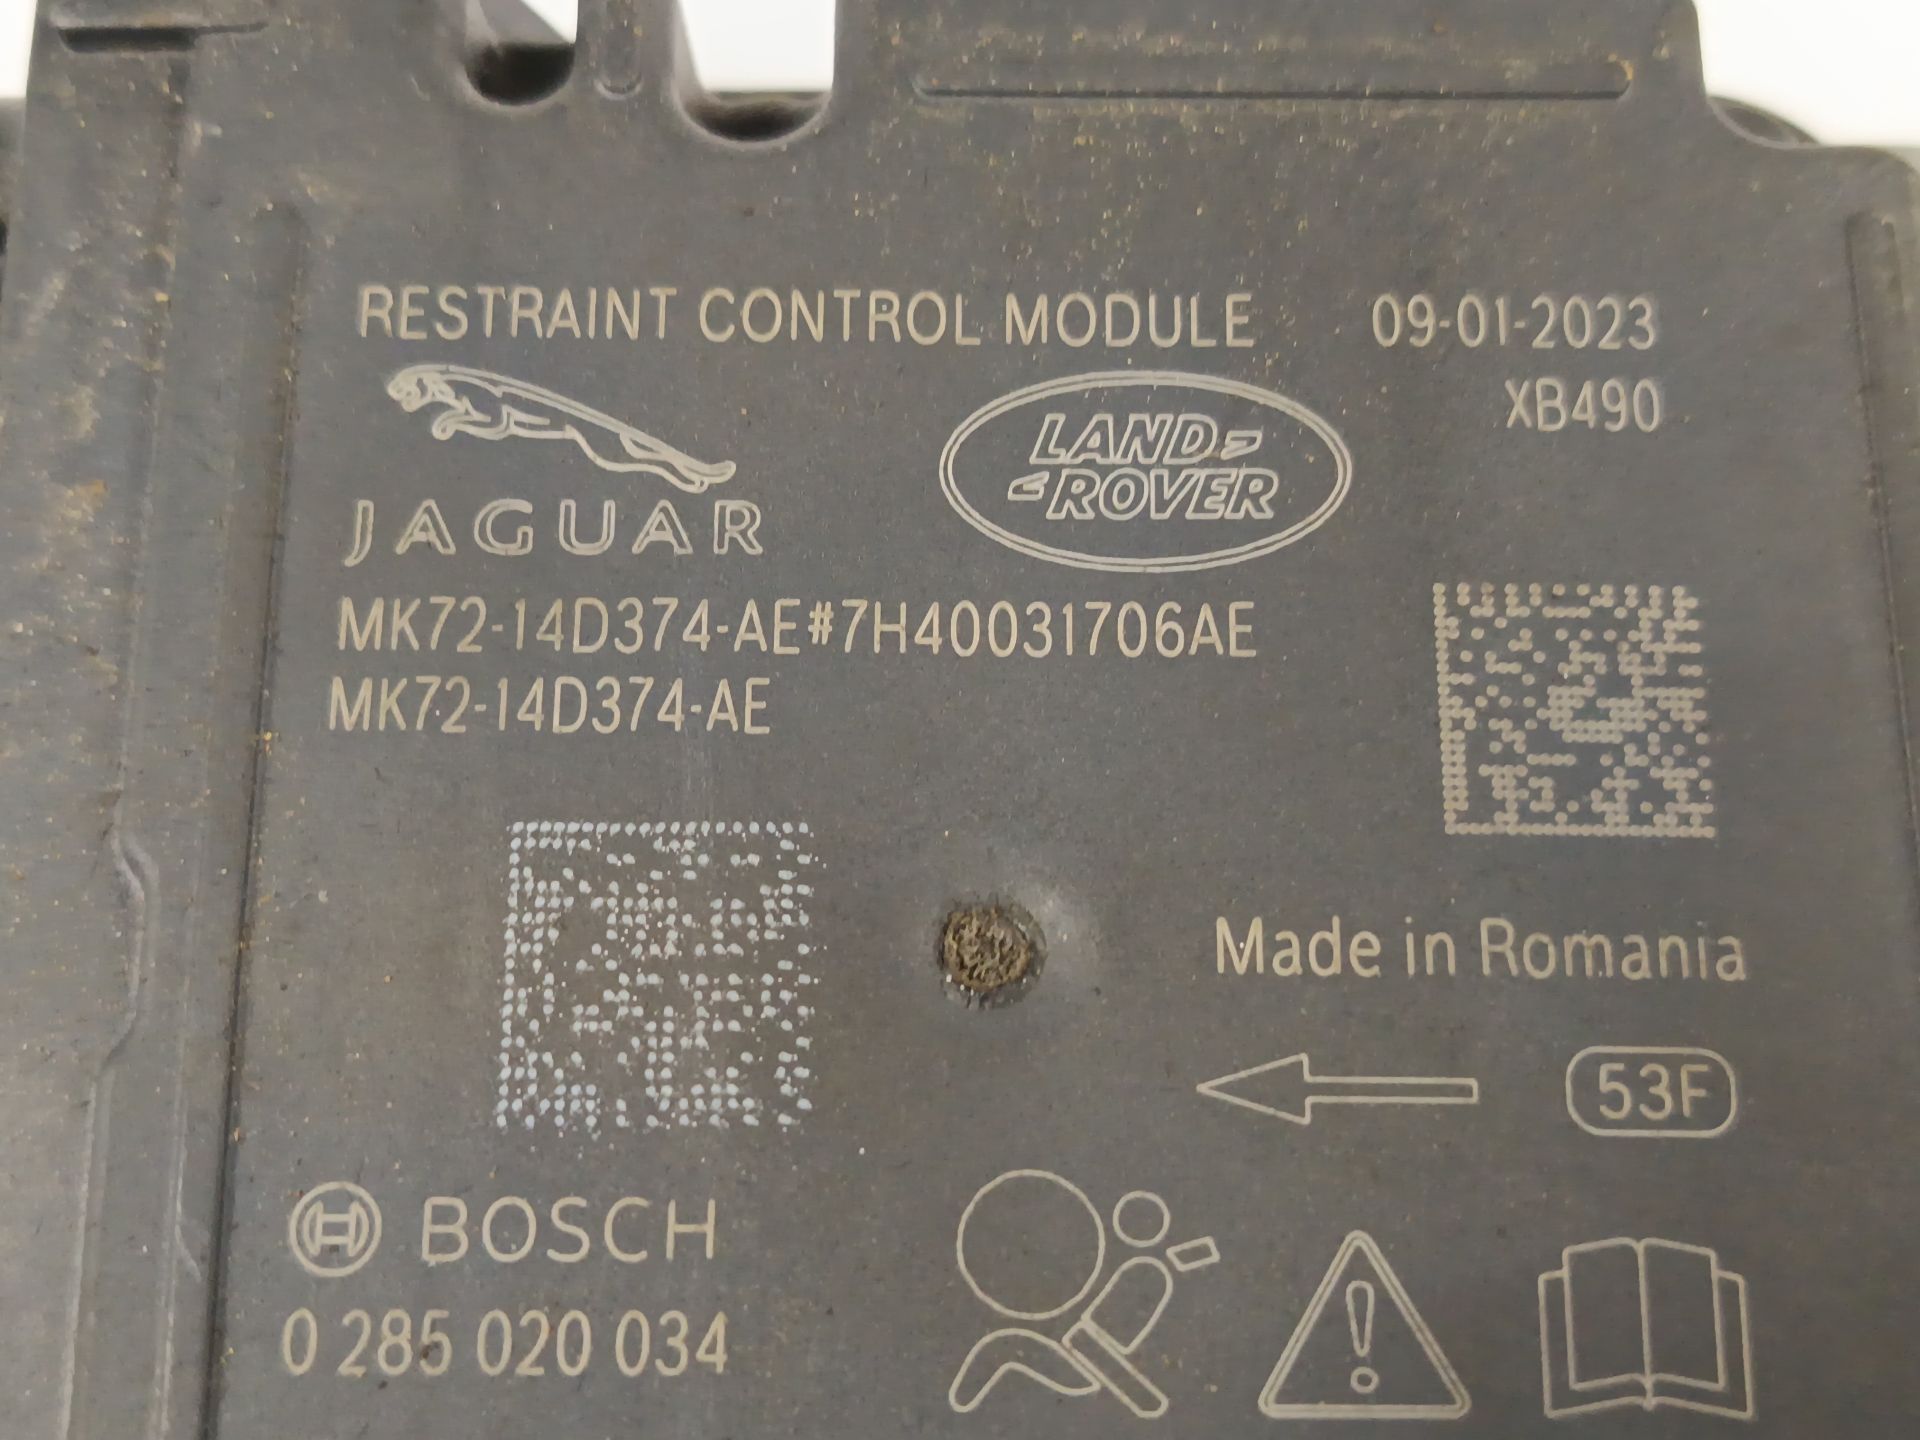 RESTRAINT CONTROL MODULE 09-01-2023
XB490
JAGUAR
LAND
ROVER
MK72-14D374-AE#7H40031706AE
MK72-14D374-AE
Made in Romania
53F
BOSCH
0 285 020 034